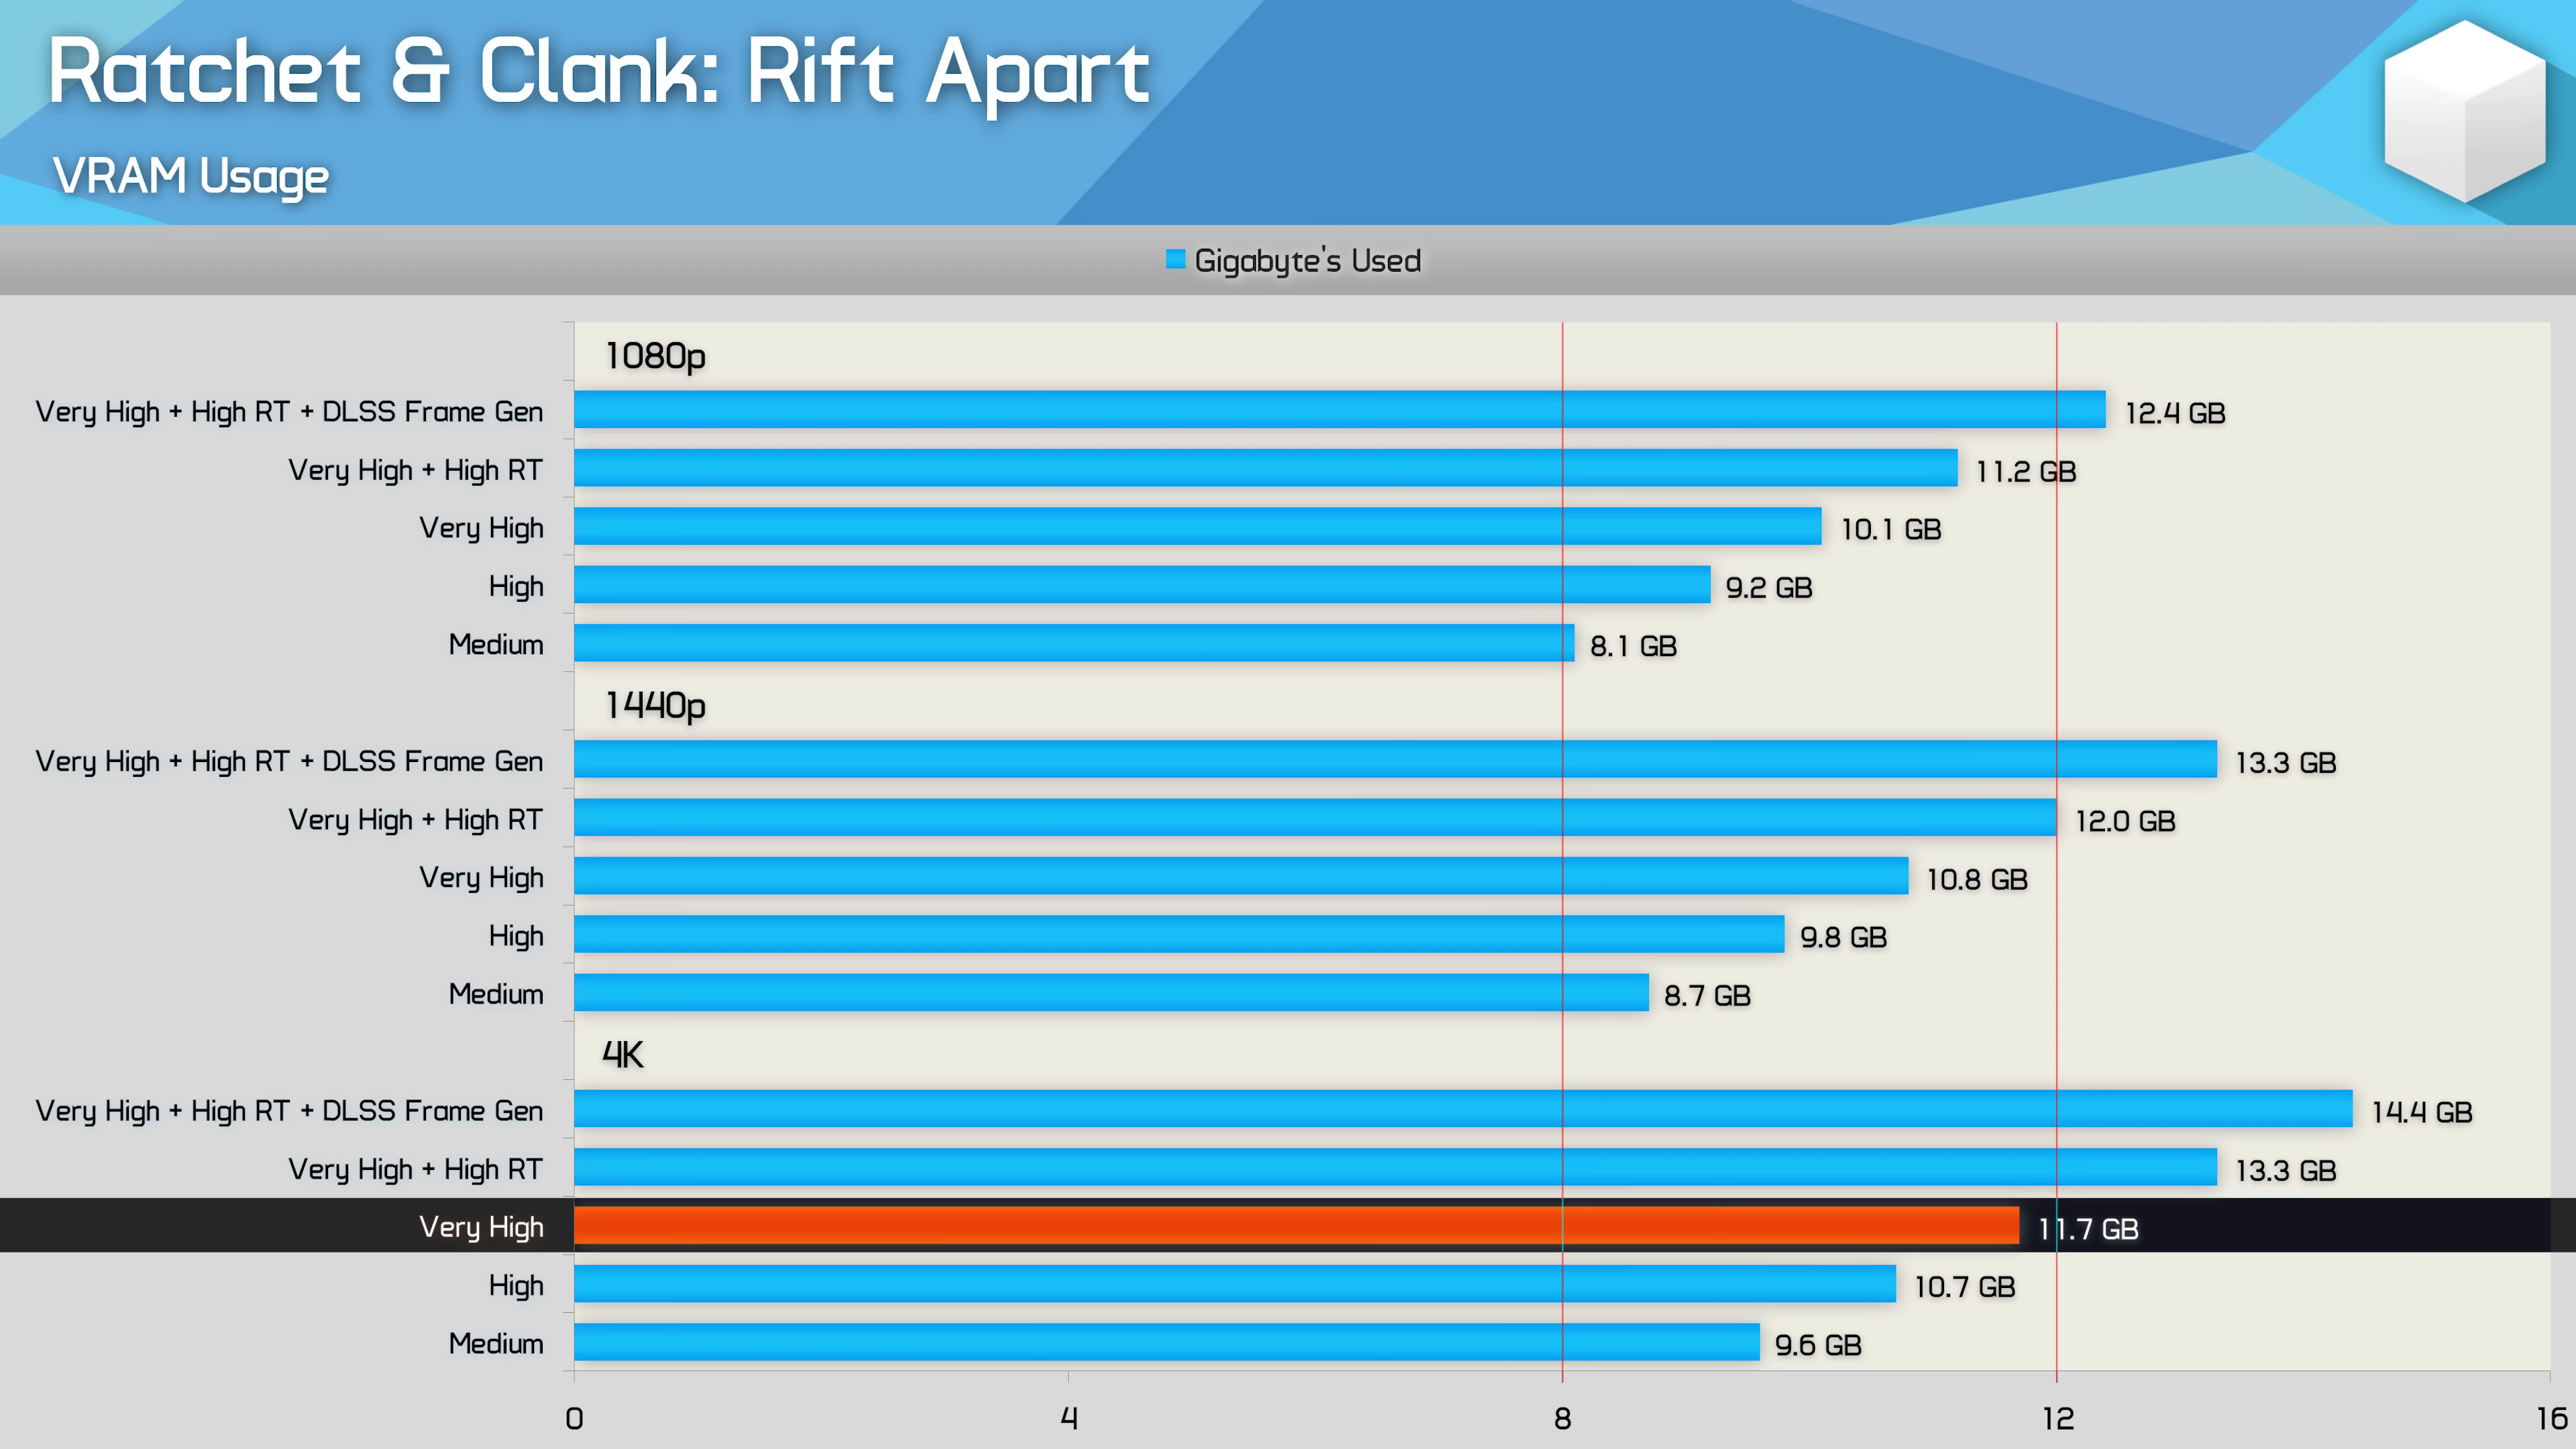 Ratchet & Clank: Rift Apart
VRAM Usage
Gigabyte's Used
1080p
Very High + High RT + DLSS Frame Gen 12.4 GB
Very High + High RT 11.2 GB
Very High 10.1 GB
High 9.2 GB
Medium 8.1 GB
1440p
Very High + High RT + DLSS Frame Gen 13.3 GB
Very High + High RT 12.0 GB
Very High 10.8 GB
High 9.8 GB
Medium 8.7 GB
4K
Very High + High RT + DLSS Frame Gen 14.4 GB
Very High + High RT 13.3 GB
Very High 11.7 GB
High 10.7 GB
Medium 9.6 GB
0 4 8 12 16